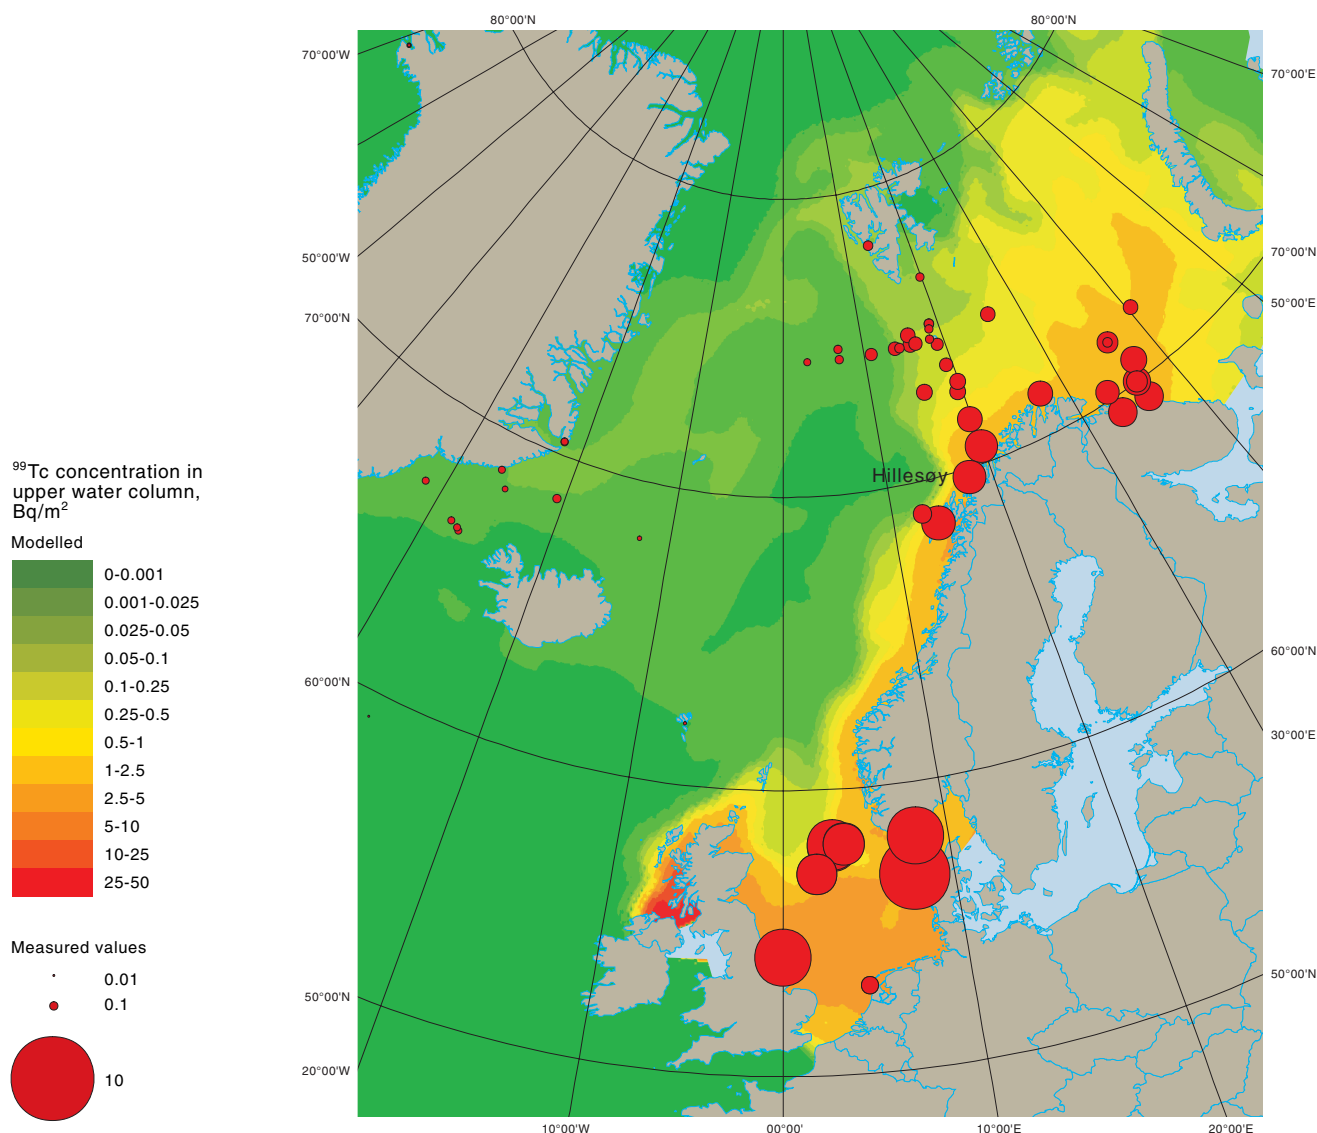 80°00'N
80°00'N
70°00'W
70°00'E
50°00'W
70°00'N
70°00'N
50°00'E
Hillesøy
⁹⁹Tc concentration in
upper water column,
Bq/m²
Modelled
0-0.001
0.001-0.025
0.025-0.05
0.05-0.1
0.1-0.25
0.25-0.5
0.5-1
1-2.5
2.5-5
5-10
10-25
25-50
Measured values
0.01
0.1
10
60°00'N
60°00'N
30°00'E
50°00'N
50°00'N
20°00'W
10°00'W
00°00'
10°00'E
20°00'E